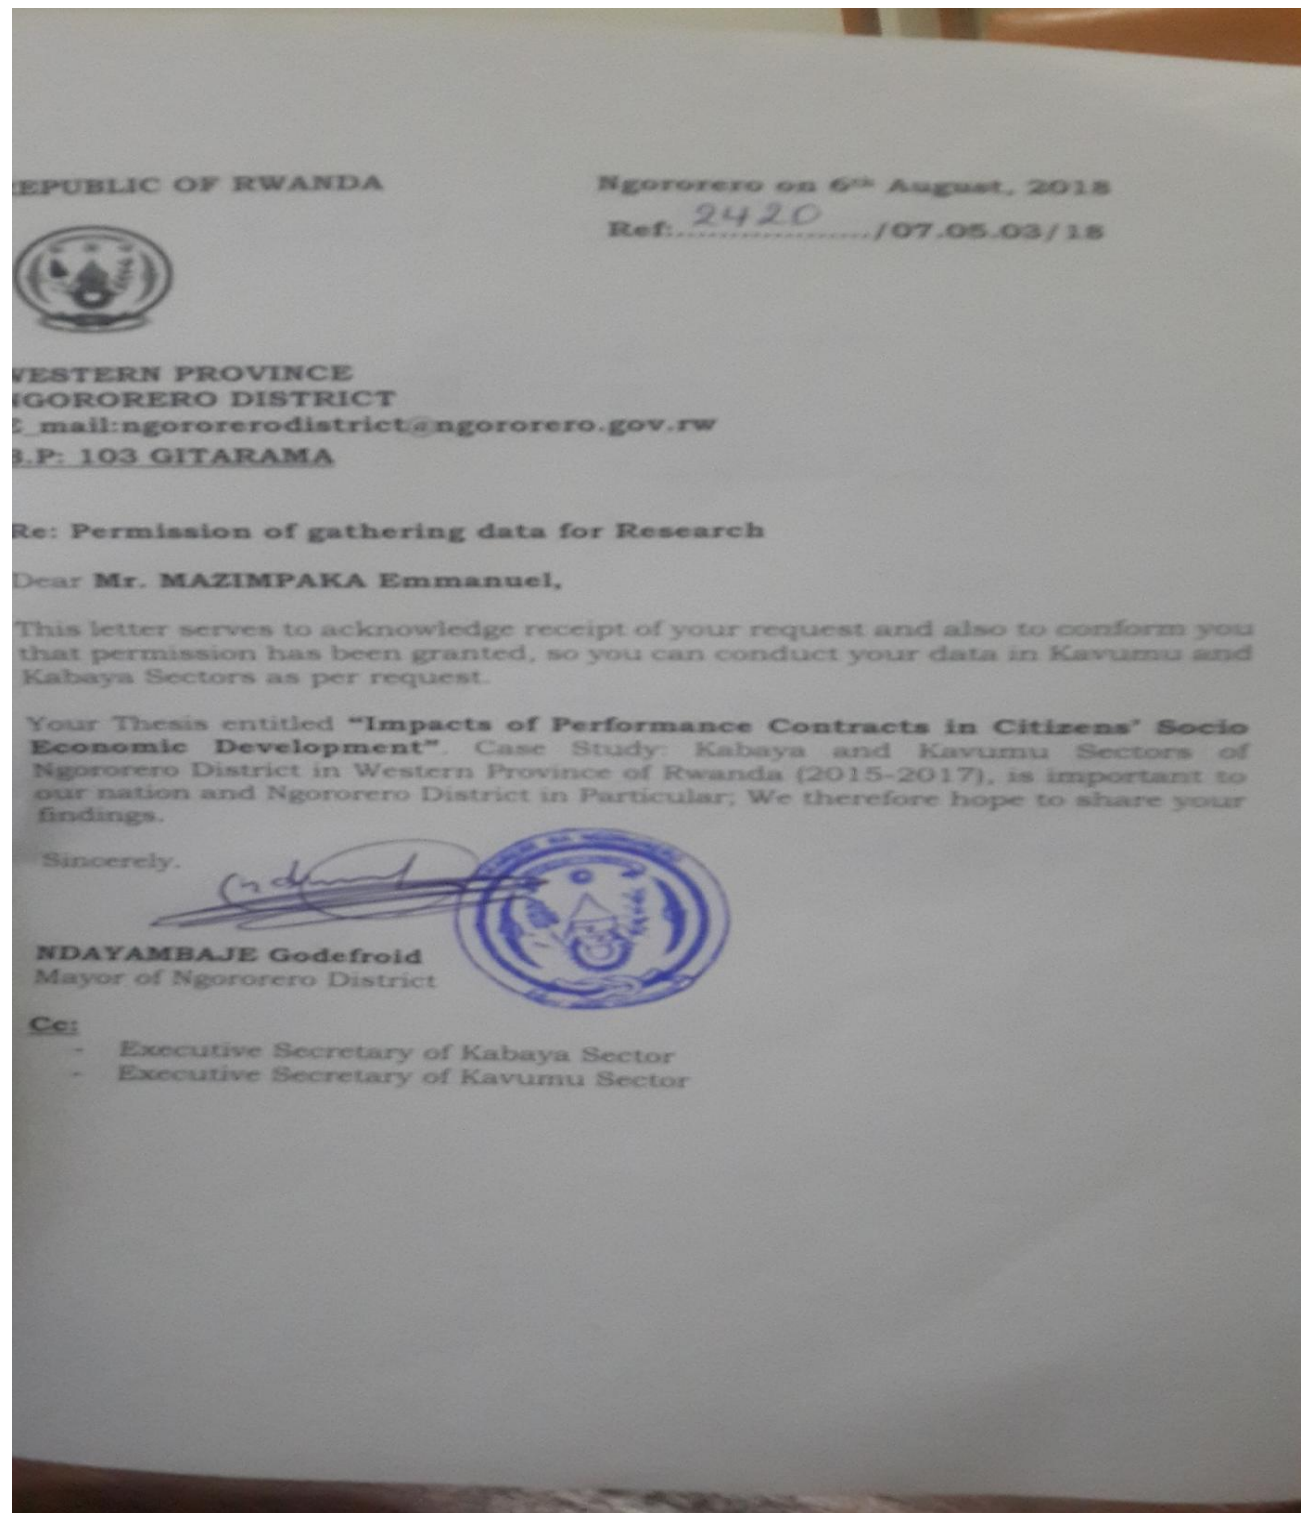 EPUBLIC OF RWANDA
Ngororero on 6th August, 2018
Ref:2420/07.05.03/18
WESTERN PROVINCE
NGORORERO DISTRICT
E_mail:ngororerodistrict@ngororero.gov.rw
B.P: 103 GITARAMA
Re: Permission of gathering data for Research
Dear Mr. MAZIMPAKA Emmanuel,
This letter serves to acknowledge receipt of your request and also to conform you
that permission has been granted, so you can conduct your data in Kavumu and
Kabaya Sectors as per request.
Your Thesis entitled “Impacts of Performance Contracts in Citizens’ Socio
Economic Development”. Case Study: Kabaya and Kavumu Sectors of
Ngororero District in Western Province of Rwanda (2015-2017), is important to
our nation and Ngororero District in Particular; We therefore hope to share your
findings.
Sincerely.
NDAYAMBAJE Godefroid
Mayor of Ngororero District
Cc:
- Executive Secretary of Kabaya Sector
- Executive Secretary of Kavumu Sector